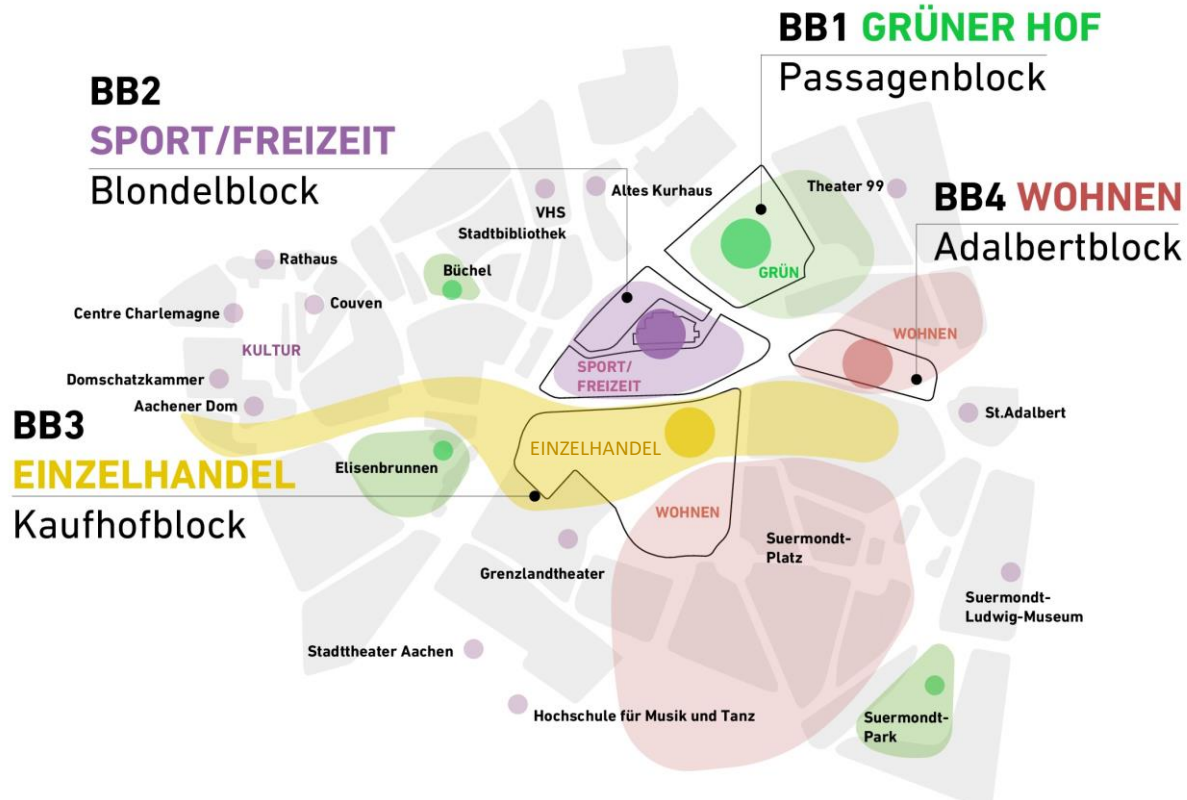 BB1 GRÜNER HOF
Passagenblock
BB2
SPORT/FREIZEIT
Blondelblock
Altes Kurhaus
Theater 99
BB4 WOHNEN
Adalbertblock
VHS
Stadtbibliothek
Rathaus
Büchel
GRÜN
Centre Charlemagne
Couven
KULTUR
WOHNEN
Domschatzkammer
SPORT/
FREIZEIT
Aachener Dom
St.Adalbert
BB3
EINZELHANDEL
Kaufhofblock
EINZELHANDEL
Elisenbrunnen
WOHNEN
Suermondt-
Platz
Grenzlandtheater
Suermondt-
Ludwig-Museum
Stadttheater Aachen
Hochschule für Musik und Tanz
Suermondt-
Park